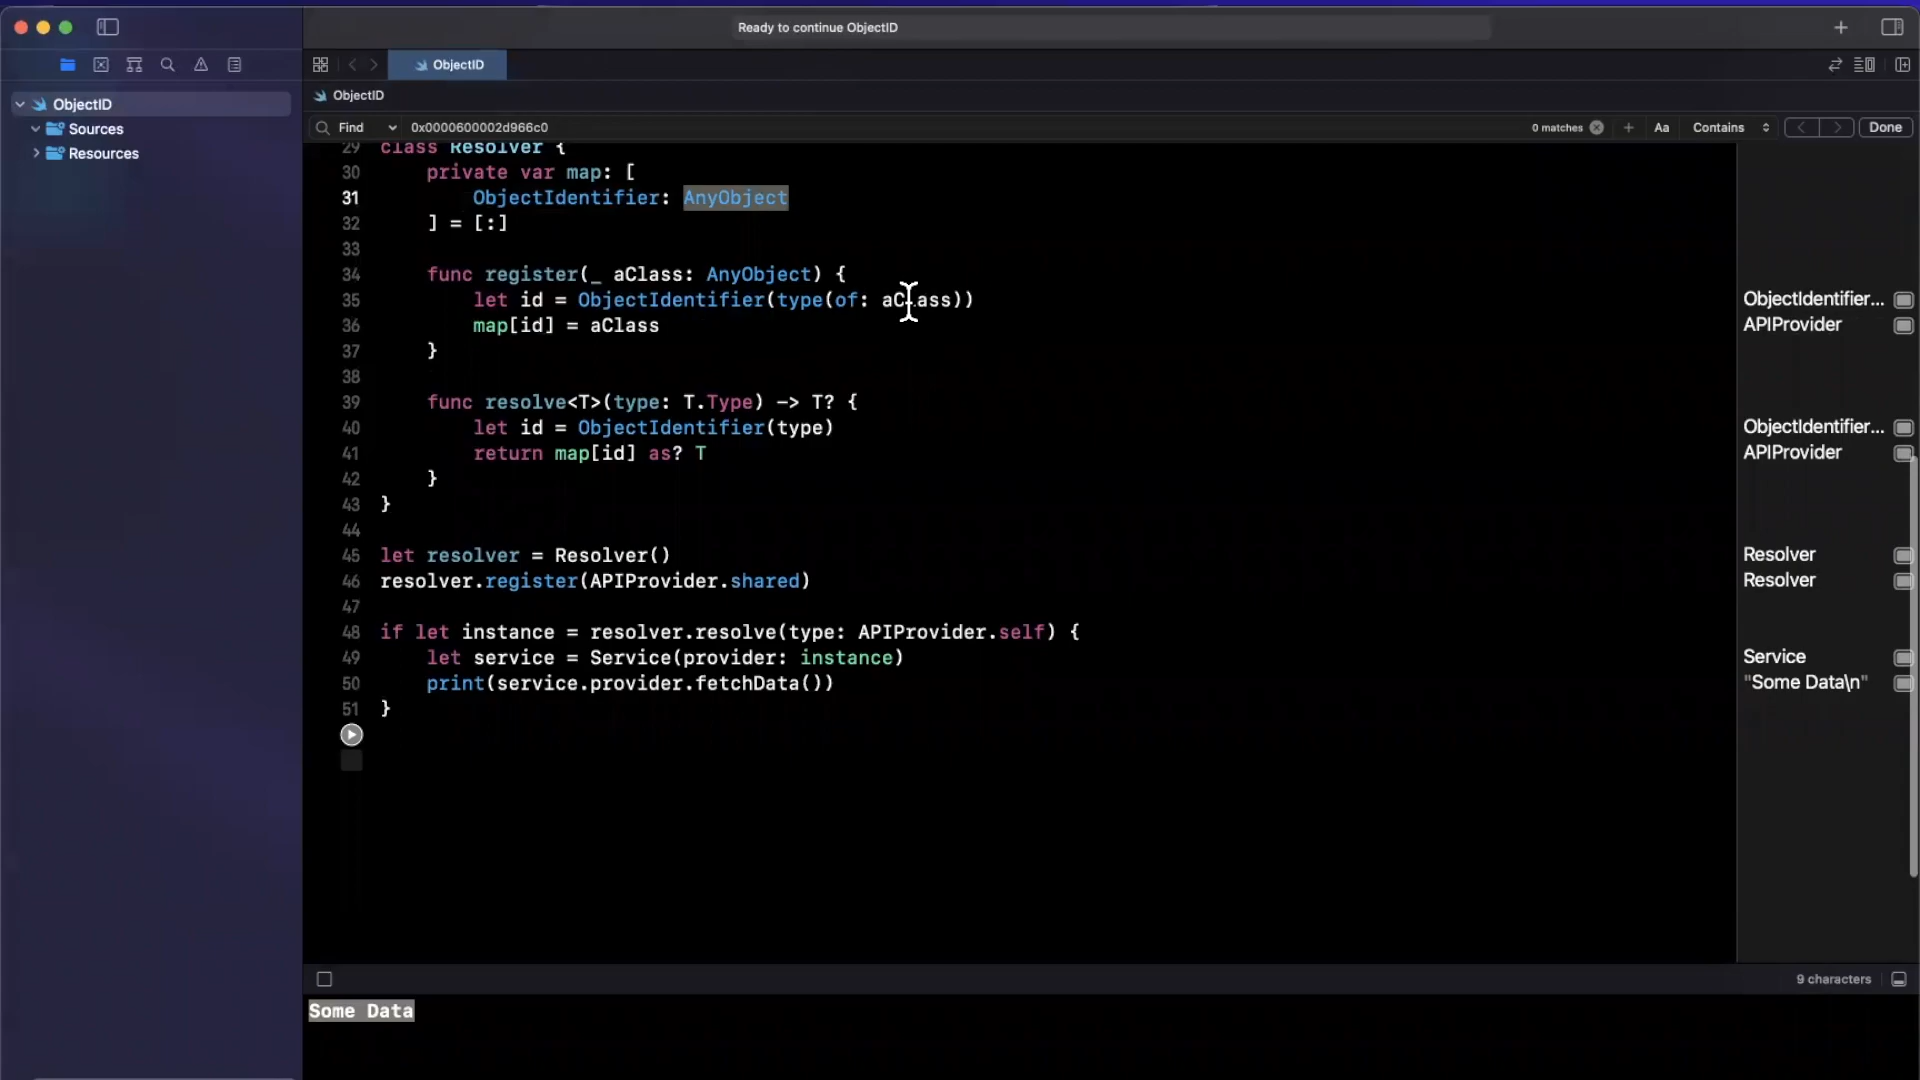 Ready to continue ObjectID
ObjectID
ObjectID
Sources
Resources
ObjectID
Find
0x0000600002d966c0
0 matches
Aa
Contains
Done
29 class Resolver {
30     private var map: [
31         ObjectIdentifier: AnyObject
32     ] = [:]
33
34     func register(_ aClass: AnyObject) {
35         let id = ObjectIdentifier(type(of: aClass))
36         map[id] = aClass
37     }
38
39     func resolve<T>(type: T.Type) -> T? {
40         let id = ObjectIdentifier(type)
41         return map[id] as? T
42     }
43 }
44
45 let resolver = Resolver()
46 resolver.register(APIProvider.shared)
47
48 if let instance = resolver.resolve(type: APIProvider.self) {
49     let service = Service(provider: instance)
50     print(service.provider.fetchData())
51 }
ObjectIdentifier...
APIProvider
ObjectIdentifier...
APIProvider
Resolver
Resolver
Service
"Some Data\n"
9 characters
Some Data